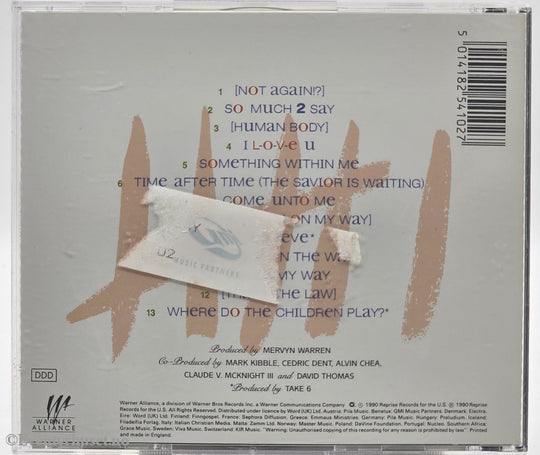 5 014182 541027
1 [NOT AGAIN!?]
2 SO MUCH 2 SAY
3 [HUMAN BODY]
4 I L-O-V-E U
5 SOMETHING WITHIN ME
6 TIME AFTER TIME (THE SAVIOR IS WAITING)
COME UNTO ME
ON MY WAY]
EVE*
02
N THE W
MUSIC PARTNERS
MY WAY
12 THE LAW]
13 WHERE DO THE CHILDREN PLAY?*
Produced by MERVYN WARREN
Co-Produced by MARK KIBBLE, CEDRIC DENT, ALVIN CHEA,
CLAUDE V. MCKNIGHT III and DAVID THOMAS
*Produced by TAKE 6
DDD
WARNER
ALLIANCE
Warner Alliance, a division of Warner Bros Records Inc. a Warner Communications Company ℗, © 1990 Reprise Records for the U.S. ℗ 1990 Reprise
Records for the U.S. All Rights Reserved. Distributed under licence by Word (UK) Ltd. Austria: Pila Music. Benelux: GMI Music Partners. Denmark: Electra.
Eire: Word (UK) Ltd. Finland: Finngospel. France: Sephora Diffusion. Greece: Emmaus Ministries. Germany: Pila Music. Hungary: Preludium. Iceland:
Friadelfia Forlag. Italy: Italian Christian Media. Malta: Zamm Ltd. Norway: Master Music. Poland: DaVine Foundation. Portugal: Nucleo. Southern Africa:
Grace Music. Sweden: Viva Music. Switzerland: KIR Music. "Warning: Unauthorised copying of this recording for any reason is prohibited by law". Printed
and made in England.